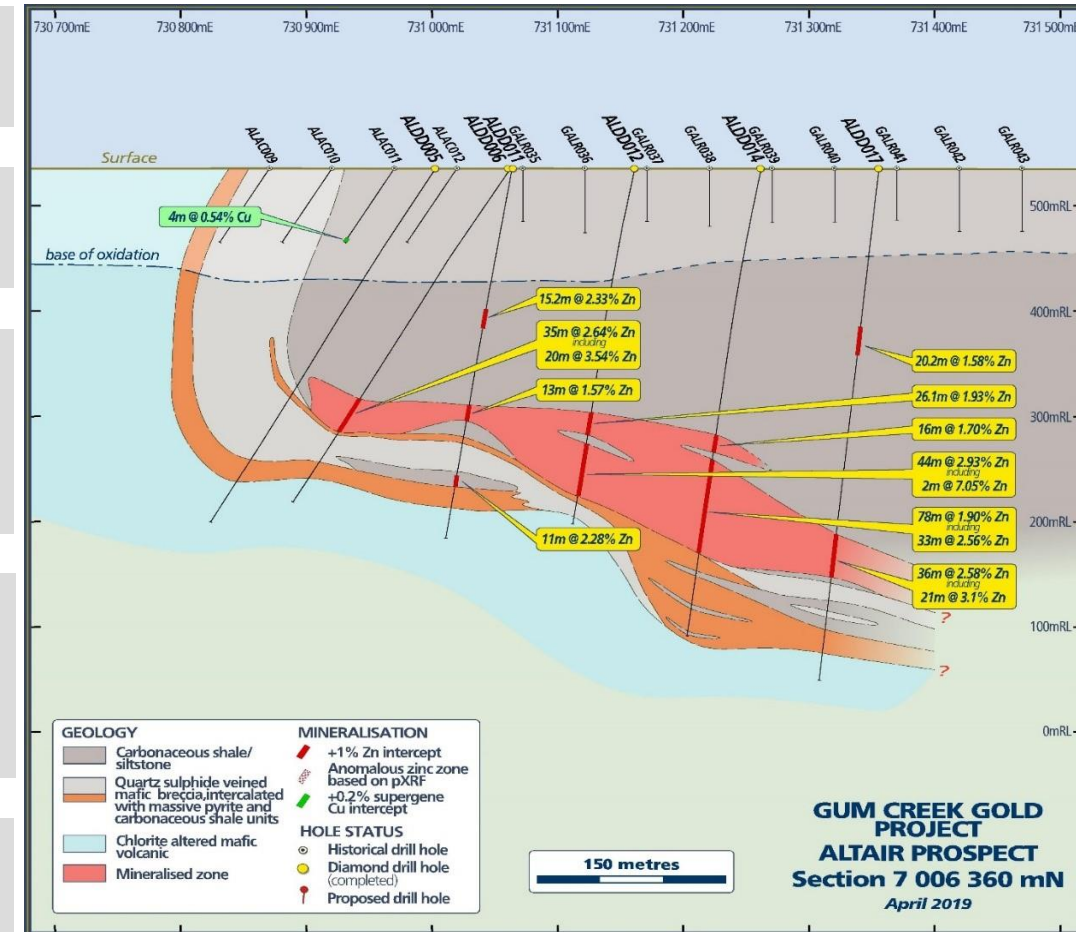 730 700mE
730 800mE
730 900mE
731 000mE
731 100mE
731 200mE
731 300mE
731 400mE
731 500mE
ALAC009
ALAC010
ALAC011
ALDD005
ALAC012
ALDD006
ALDD011
GALR035
GALR036
ALDD012
GALR037
GALR038
ALDD014
GALR039
GALR040
ALDD017
GALR041
GALR042
GALR043
Surface
500mRL
4m @ 0.54% Cu
base of oxidation
400mRL
15.2m @ 2.33% Zn
35m @ 2.64% Zn
including
20m @ 3.54% Zn
13m @ 1.57% Zn
20.2m @ 1.58% Zn
26.1m @ 1.93% Zn
300mRL
16m @ 1.70% Zn
44m @ 2.93% Zn
including
2m @ 7.05% Zn
78m @ 1.90% Zn
including
33m @ 2.56% Zn
200mRL
11m @ 2.28% Zn
36m @ 2.58% Zn
including
21m @ 3.1% Zn
?
100mRL
?
0mRL
GEOLOGY
Carbonaceous shale/
siltstone
Quartz sulphide veined
mafic breccia,intercalated
with massive pyrite and
carbonaceous shale units
Chlorite altered mafic
volcanic
Mineralised zone
MINERALISATION
+1% Zn intercept
Anomalous zinc zone
based on pXRF
+0.2% supergene
Cu intercept
HOLE STATUS
Historical drill hole
Diamond drill hole
(completed)
Proposed drill hole
150 metres
GUM CREEK GOLD
PROJECT
ALTAIR PROSPECT
Section 7 006 360 mN
April 2019